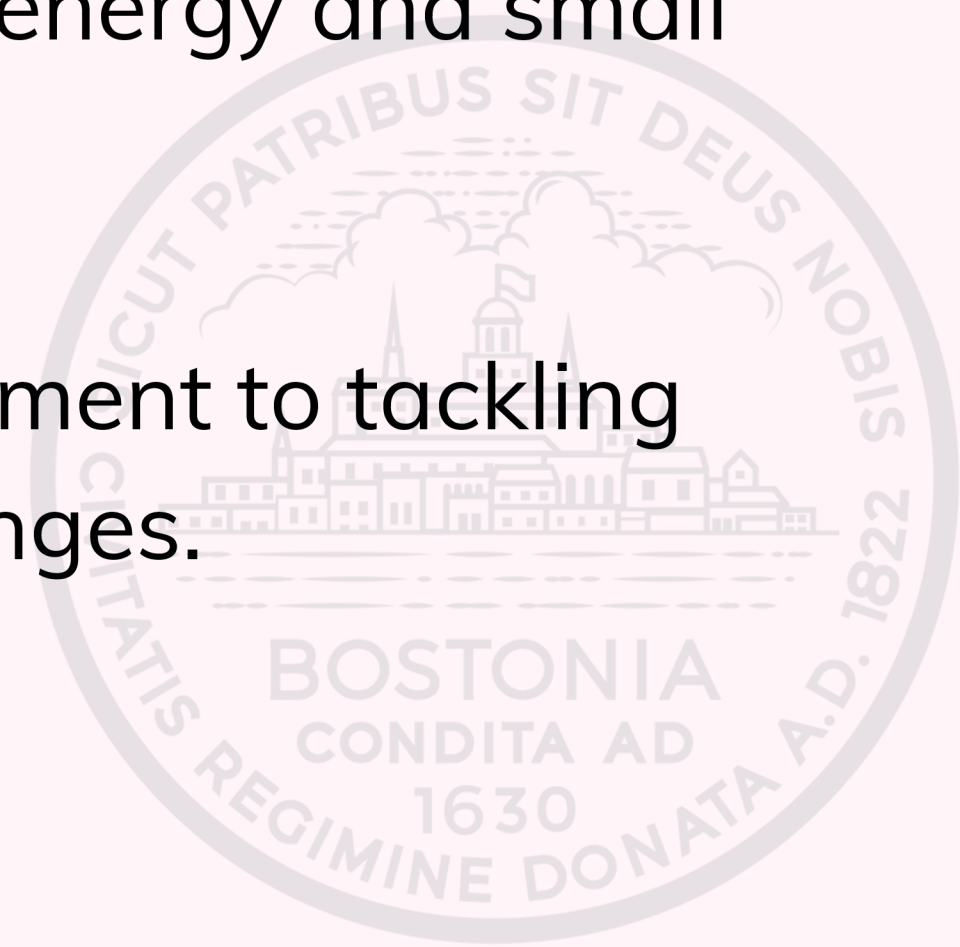 energy and small
ment to tackling
nges.
SICUT PATRIBUS SIT DEUS NOBIS
CIVITATIS REGIMINE DONATA A.D. 1822
BOSTONIA
CONDITA AD
1630